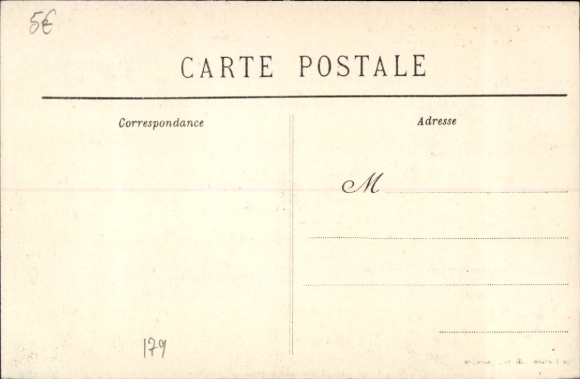 5€
CARTE POSTALE
Correspondance
Adresse
M
179